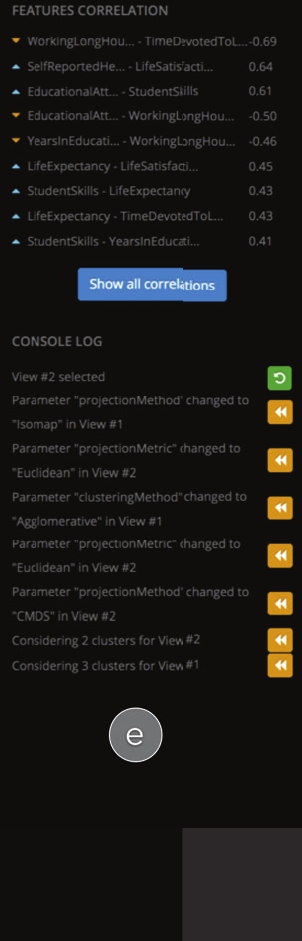 FEATURES CORRELATION
WorkingLongHou... - TimeDevotedToL... -0.69
SelfReportedHe... - LifeSatisfacti... 0.64
EducationalAtt... - StudentSkills 0.61
EducationalAtt... - WorkingLongHou... -0.50
YearsInEducati... - WorkingLongHou... -0.46
LifeExpectancy - LifeSatisfacti... 0.45
StudentSkills - LifeExpectancy 0.43
LifeExpectancy - TimeDevotedToL... 0.43
StudentSkills - YearsInEducati... 0.41
Show all correlations
CONSOLE LOG
View #2 selected
Parameter "projectionMethod" changed to
"Isomap" in View #1
Parameter "projectionMetric" changed to
"Euclidean" in View #2
Parameter "clusteringMethod" changed to
"Agglomerative" in View #1
Parameter "projectionMetric" changed to
"Euclidean" in View #2
Parameter "projectionMethod" changed to
"CMDS" in View #2
Considering 2 clusters for View #2
Considering 3 clusters for View #1
e